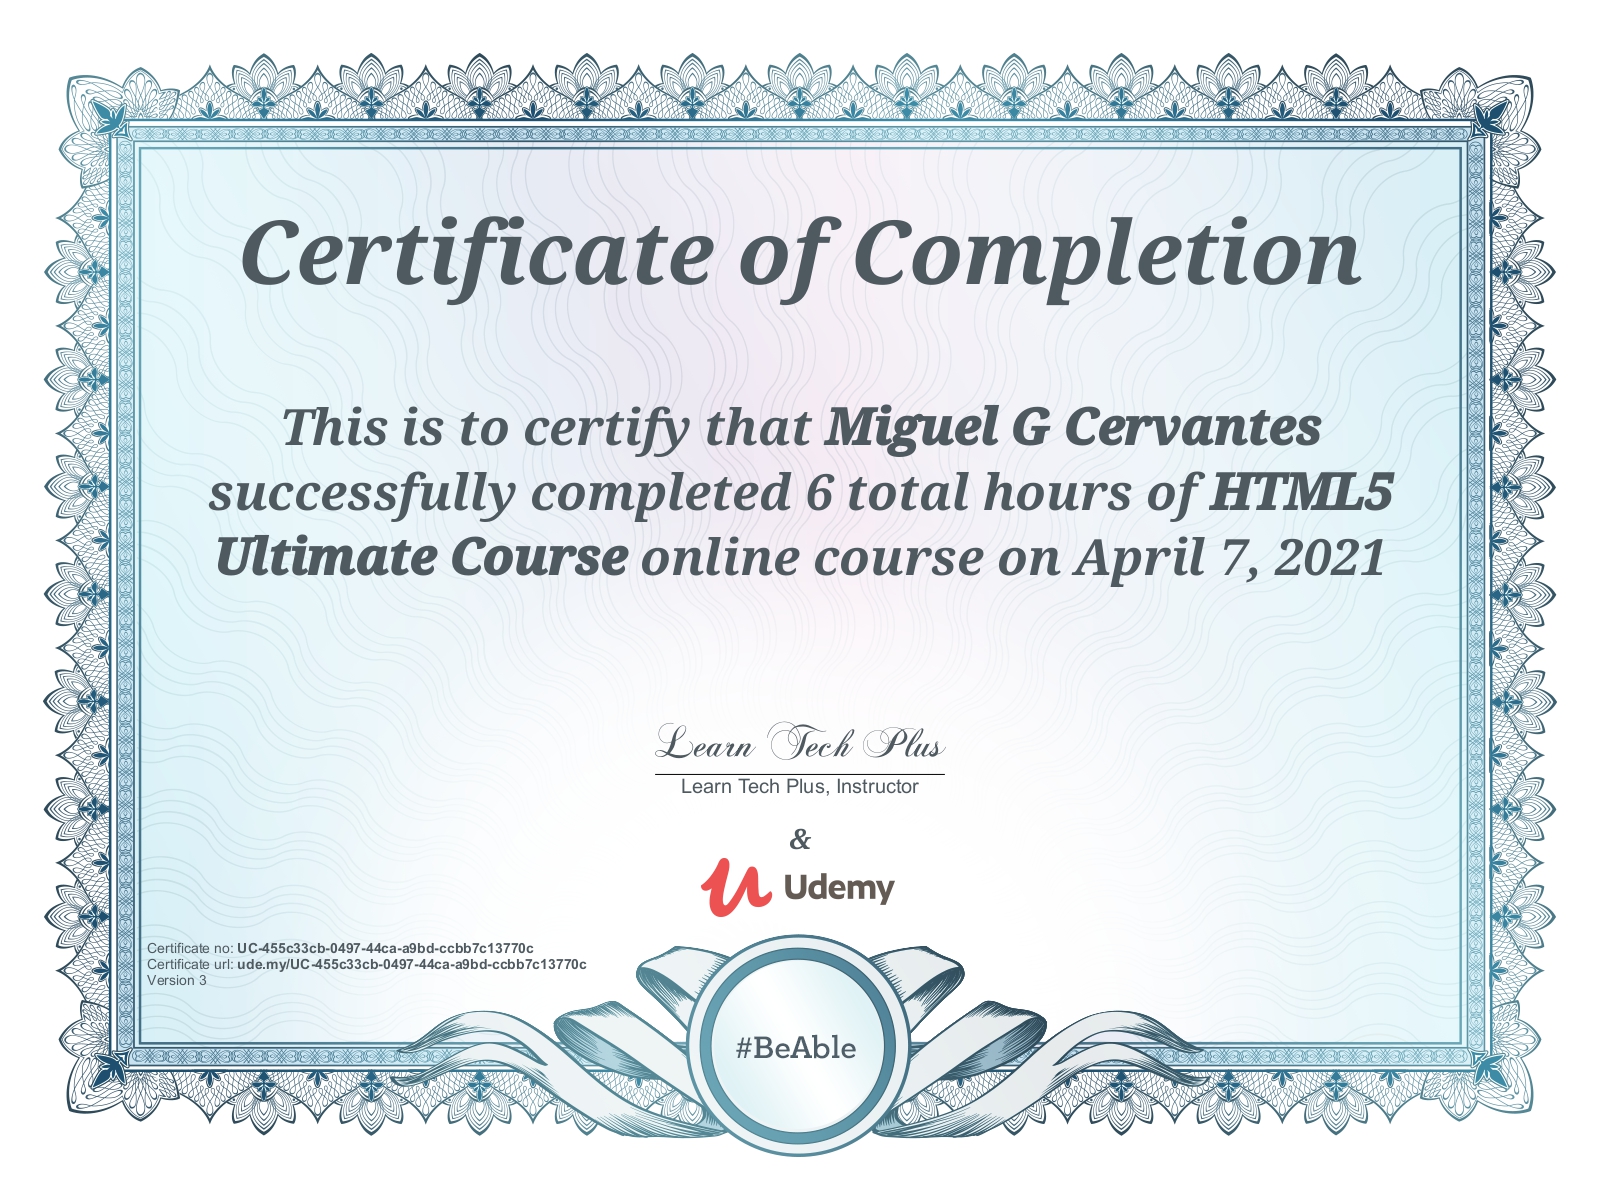 Certificate of Completion
This is to certify that Miguel G Cervantes
successfully completed 6 total hours of HTML5
Ultimate Course online course on April 7, 2021
Learn Tech Plus
Learn Tech Plus, Instructor
&
Udemy
Certificate no: UC-455c33cb-0497-44ca-a9bd-ccbb7c13770c
Certificate url: ude.my/UC-455c33cb-0497-44ca-a9bd-ccbb7c13770c
Version 3
#BeAble